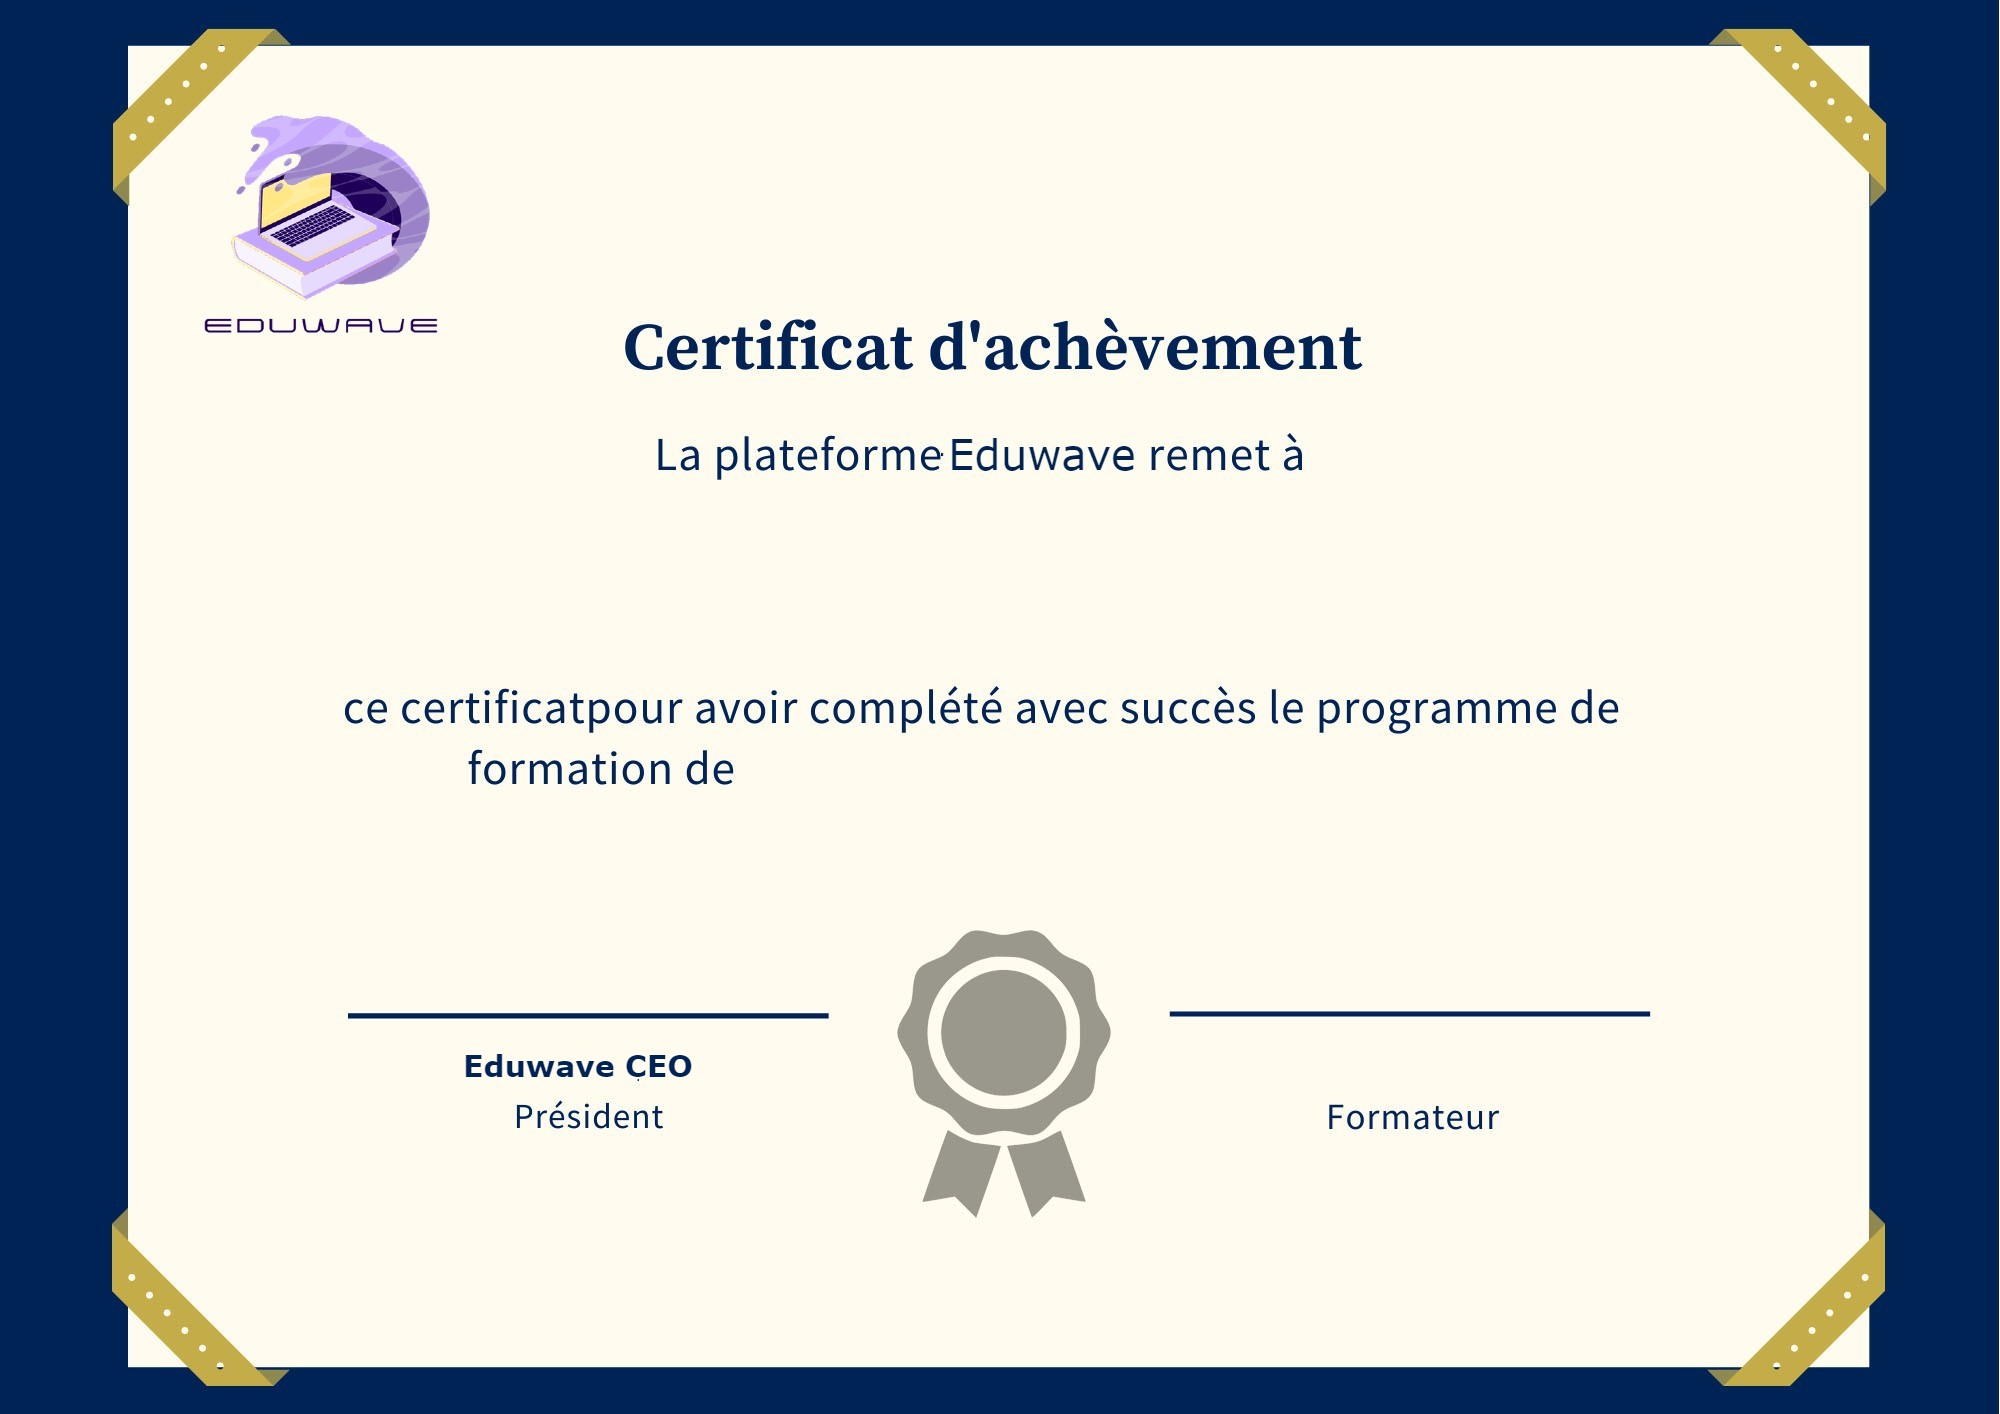 EDUWAVE
Certificat d'achèvement
La plateforme Eduwave remet à
ce certificatpour avoir complété avec succès le programme de
formation de
Eduwave CEO
Président
Formateur